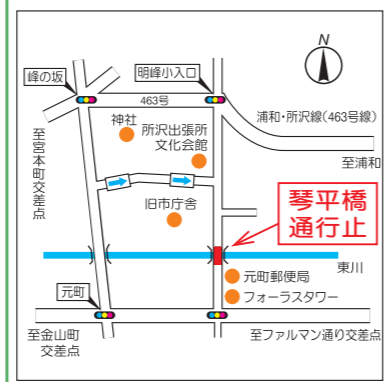 N
峰の坂
明峰小入口
463号
浦和・所沢線(463号線)
神社
所沢出張所
文化会館
至浦和
至宮本町交差点
旧市庁舎
琴平橋
通行止
東川
元町郵便局
フォーラスタワー
元町
至金山町
交差点
至ファルマン通り交差点